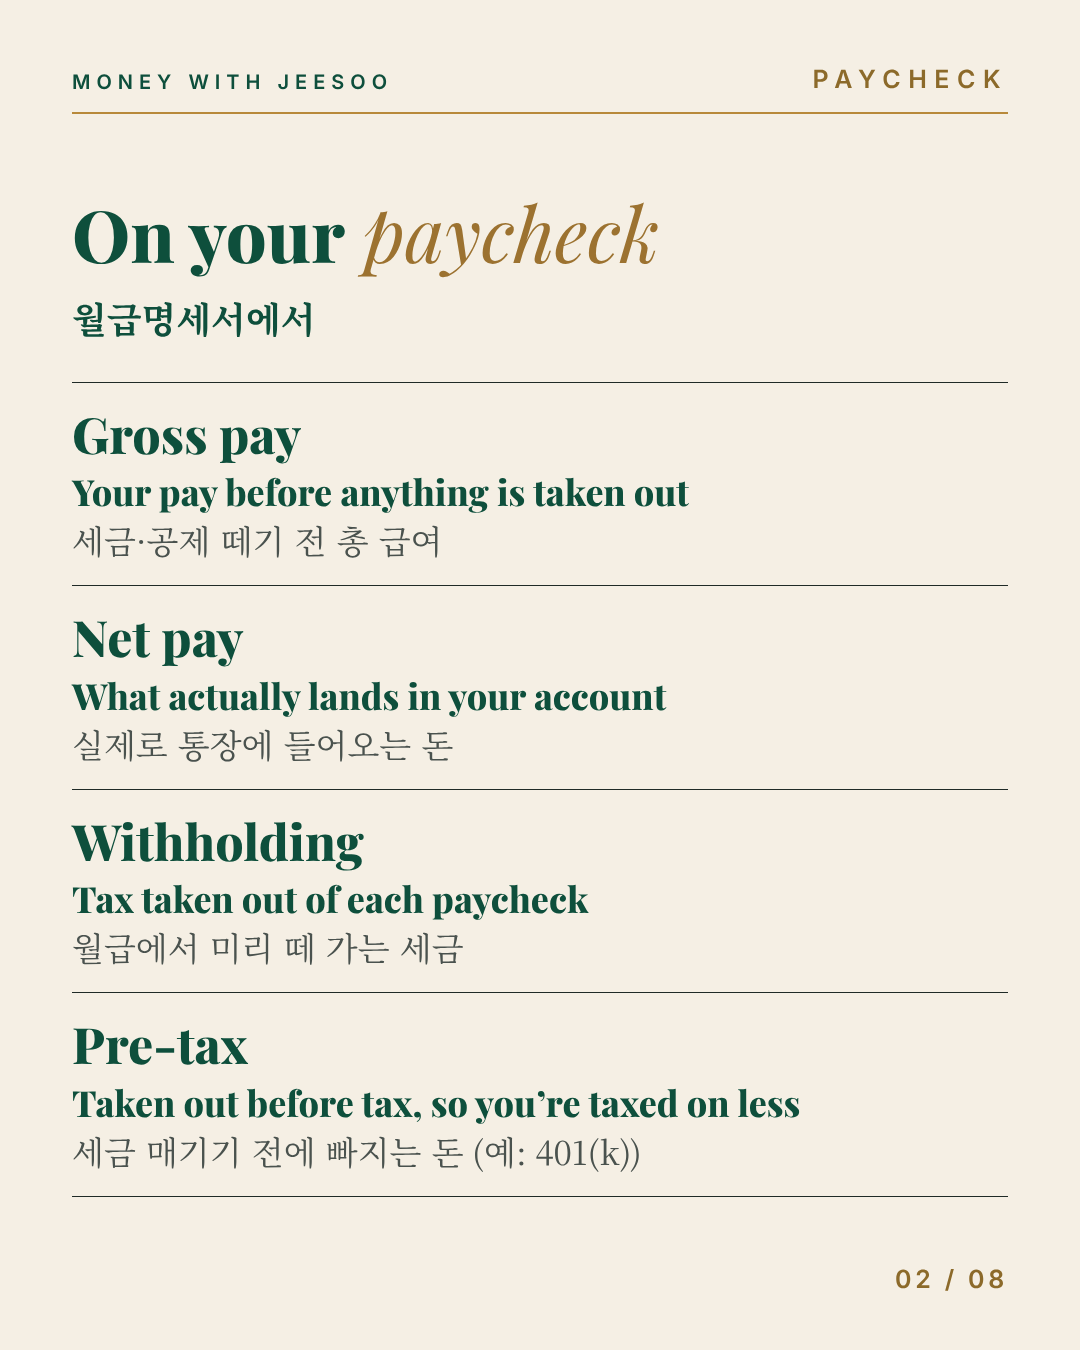 MONEY WITH JEESOO
PAYCHECK
On your paycheck
월급명세서에서
Gross pay
Your pay before anything is taken out
세금·공제 떼기 전 총 급여
Net pay
What actually lands in your account
실제로 통장에 들어오는 돈
Withholding
Tax taken out of each paycheck
월급에서 미리 떼 가는 세금
Pre-tax
Taken out before tax, so you’re taxed on less
세금 매기기 전에 빠지는 돈 (예: 401(k))
02 / 08